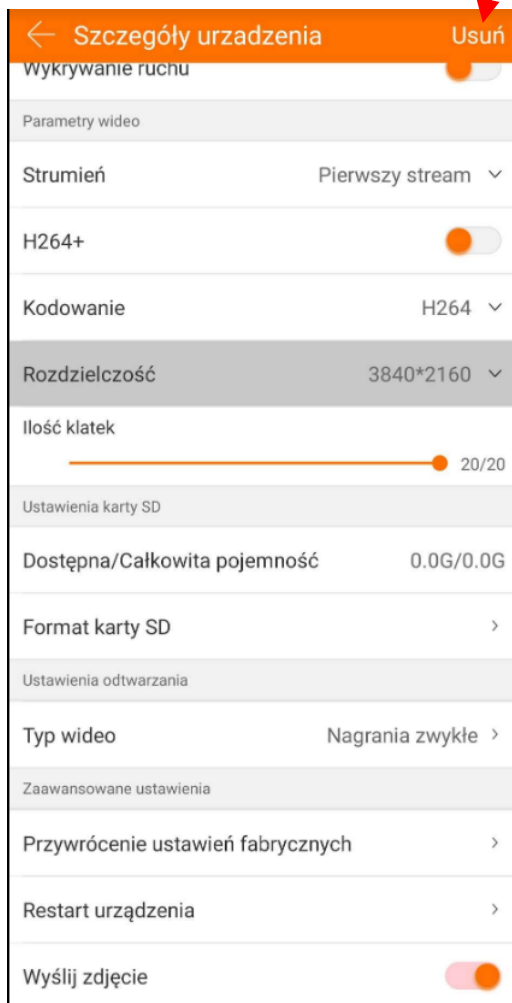 Szczegóły urzadzenia Usuń
Wykrywanie ruchu
Parametry wideo
Strumień Pierwszy stream
H264+
Kodowanie H264
Rozdzielczość 3840*2160
Ilość klatek
20/20
Ustawienia karty SD
Dostępna/Całkowita pojemność 0.0G/0.0G
Format karty SD
Ustawienia odtwarzania
Typ wideo Nagrania zwykłe
Zaawansowane ustawienia
Przywrócenie ustawień fabrycznych
Restart urządzenia
Wyślij zdjęcie